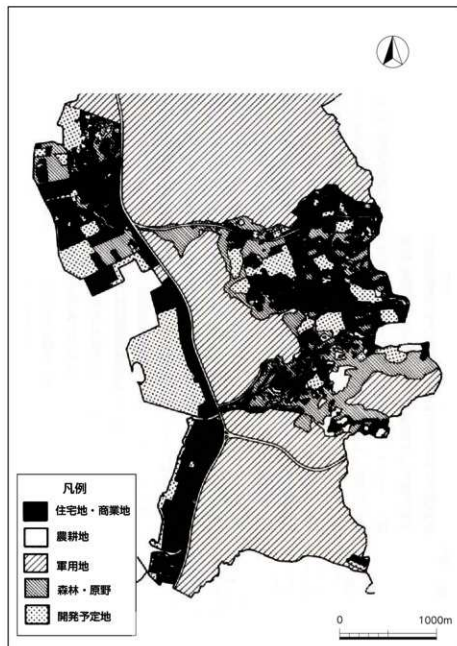 凡例
住宅地・商業地
農耕地
軍用地
森林・原野
開発予定地
0 1000m